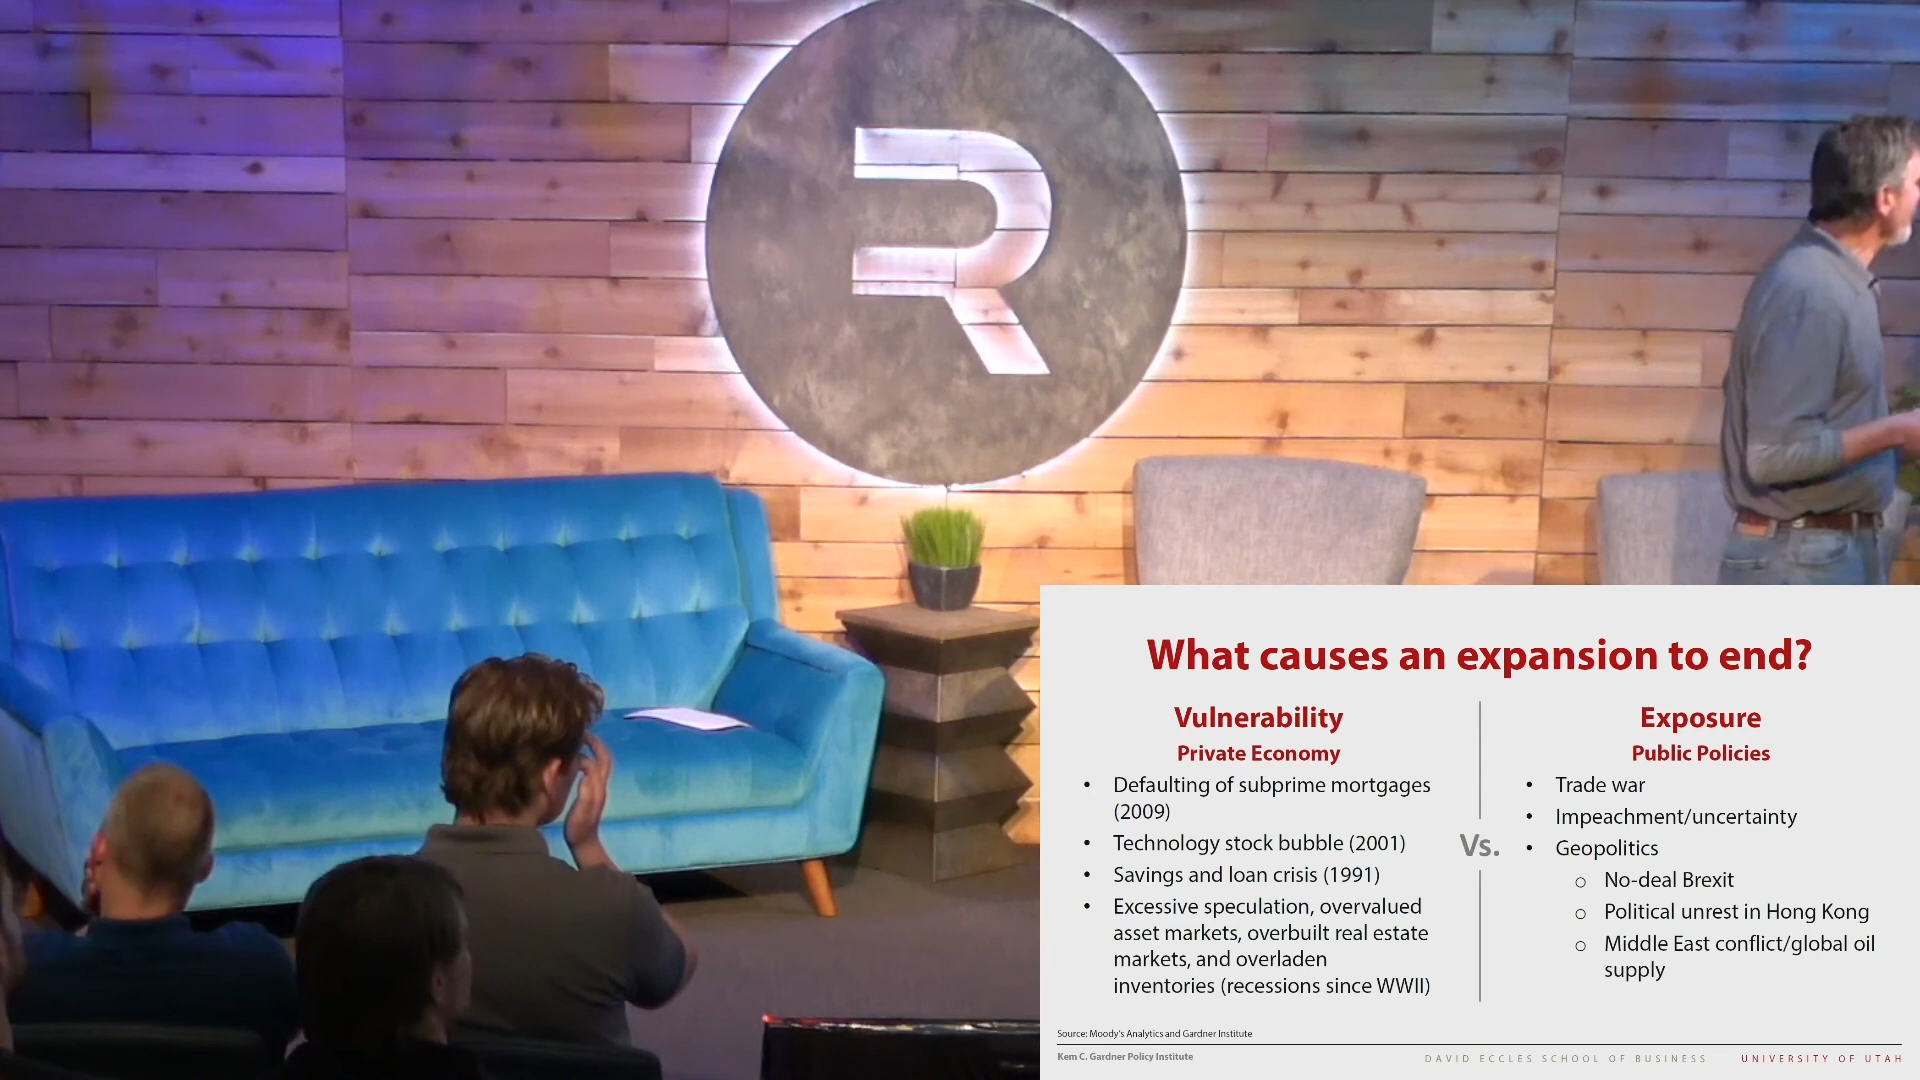 R
What causes an expansion to end?
Vulnerability
Private Economy
• Defaulting of subprime mortgages
(2009)
• Technology stock bubble (2001)
• Savings and loan crisis (1991)
• Excessive speculation, overvalued
asset markets, overbuilt real estate
markets, and overladen
inventories (recessions since WWII)
Vs.
Exposure
Public Policies
• Trade war
• Impeachment/uncertainty
• Geopolitics
o No-deal Brexit
o Political unrest in Hong Kong
o Middle East conflict/global oil
supply
Source: Moody's Analytics and Gardner Institute
Kem C. Gardner Policy Institute
DAVID ECCLES SCHOOL OF BUSINESS
UNIVERSITY OF UTAH